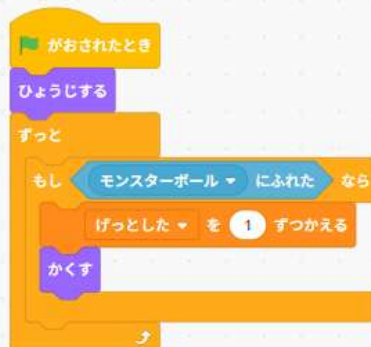 がおされたとき
ひょうじする
ずっと
もし モンスターボール にふれた なら
げっとした を 1 ずつかえる
かくす